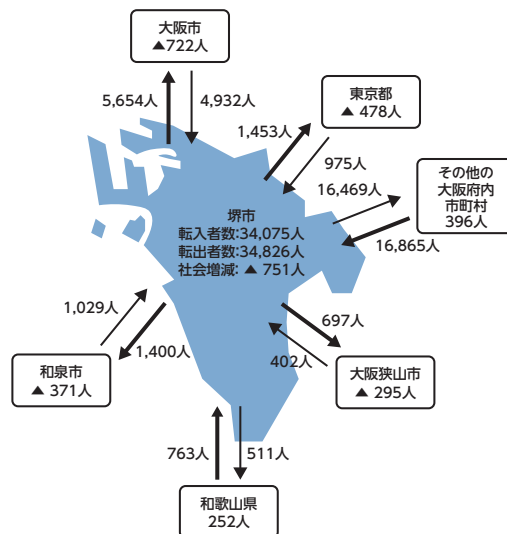 大阪市
▲722人
5,654人
4,932人
東京都
▲ 478人
1,453人
975人
その他の
大阪府内
市町村
396人
16,469人
16,865人
堺市
転入者数:34,075人
転出者数:34,826人
社会増減: ▲ 751人
1,029人
1,400人
和泉市
▲ 371人
697人
402人
大阪狭山市
▲ 295人
763人
511人
和歌山県
252人